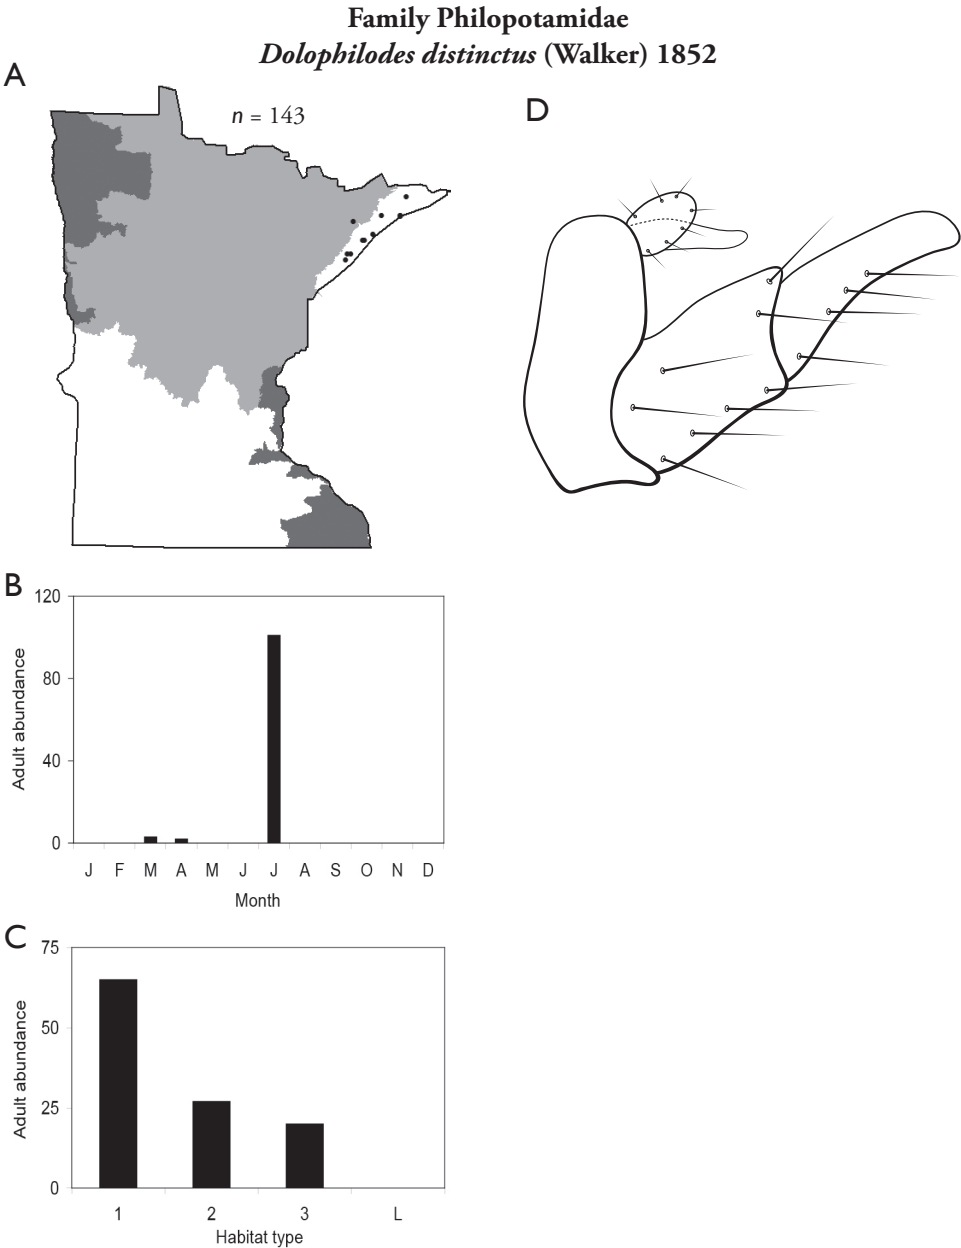 Family Philopotamidae
Dolophilodes distinctus (Walker) 1852
A
n = 143
D
B
120
80
40
0
Adult abundance
J F M A M J J A S O N D
Month
C
75
50
25
0
Adult abundance
1 2 3 L
Habitat type